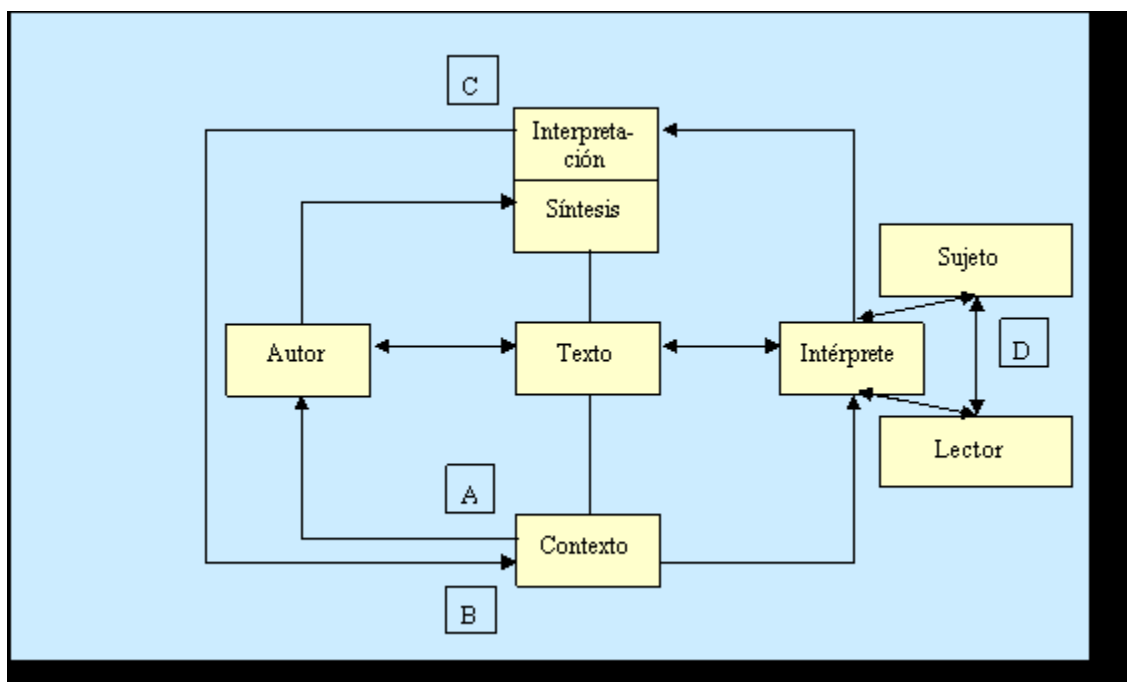 C
Interpreta-
ción
Síntesis
Sujeto
Autor
Texto
Intérprete
D
Lector
A
Contexto
B